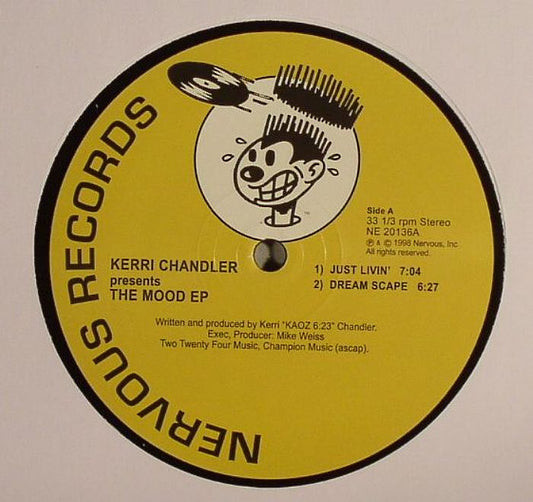 NERVOUS RECORDS
Side A
33 1/3 rpm Stereo
NE 20136A
℗ & © 1998 Nervous, Inc
All rights reserved.
KERRI CHANDLER
presents
THE MOOD EP
1) JUST LIVIN' 7:04
2) DREAM SCAPE 6:27
Written and produced by Kerri "KAOZ 6:23" Chandler.
Exec, Producer: Mike Weiss
Two Twenty Four Music, Champion Music (ascap).